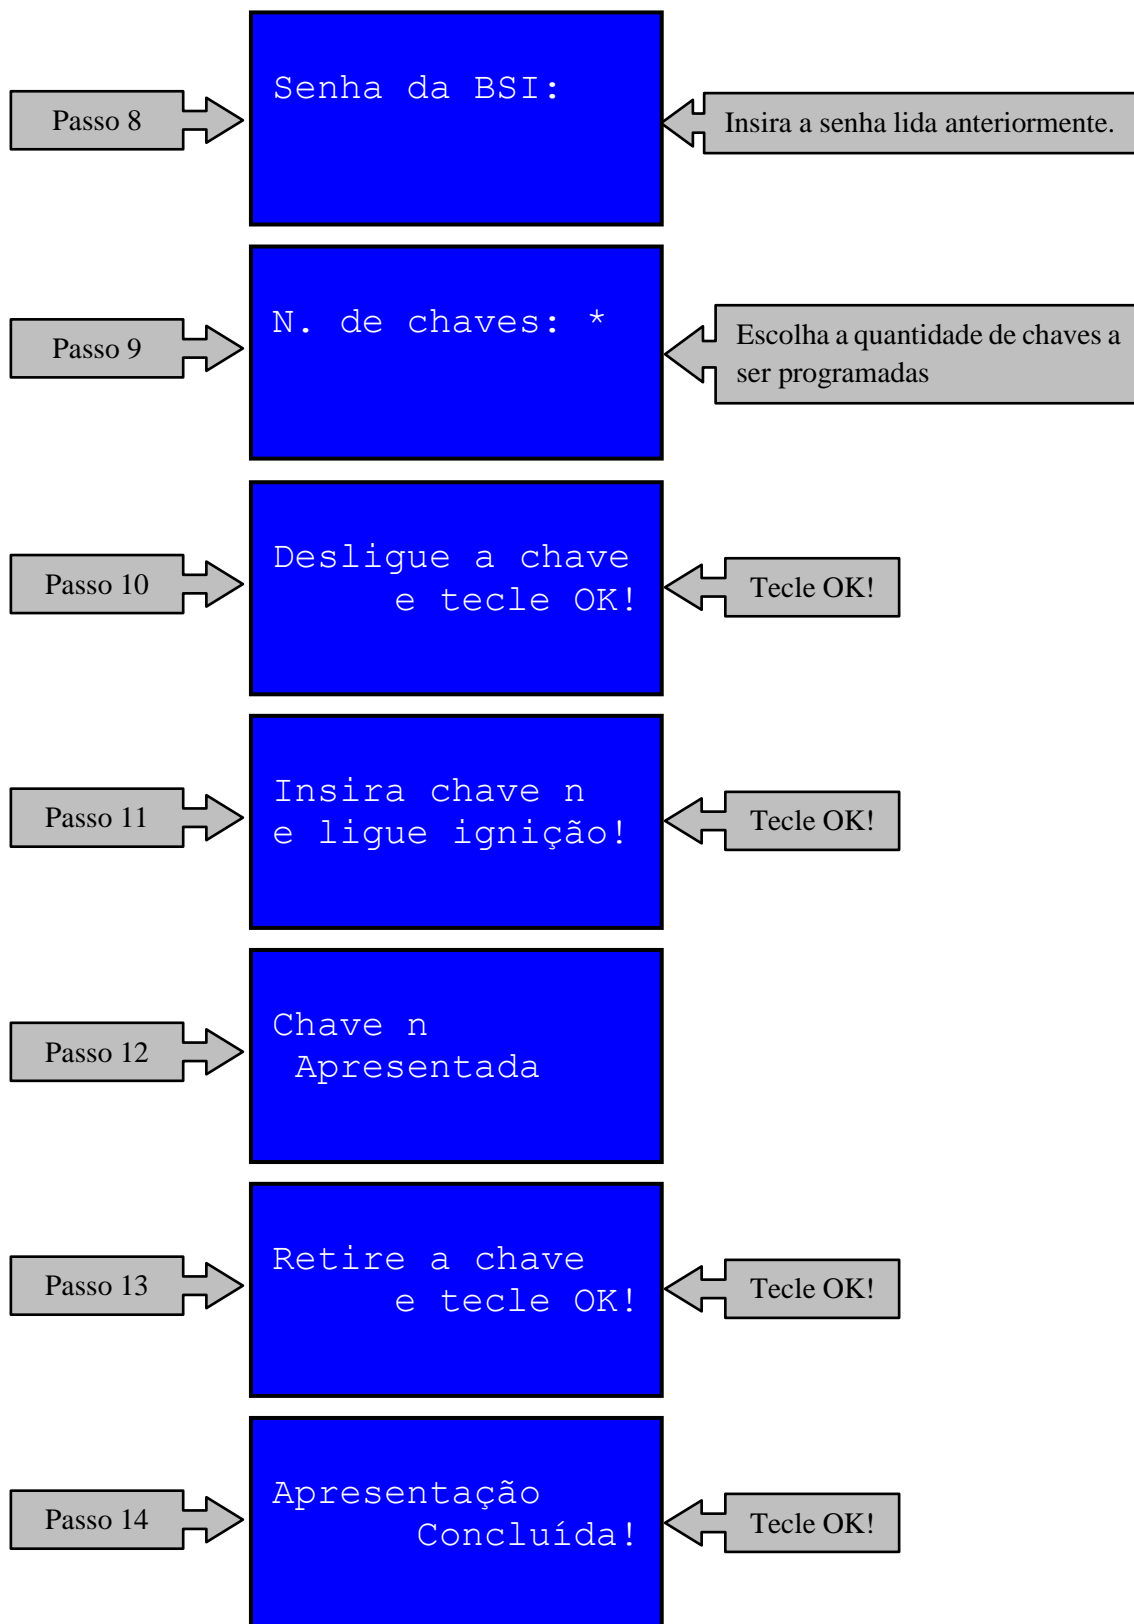 Passo 8
Senha da BSI:
Insira a senha lida anteriormente.
Passo 9
N. de chaves: *
Escolha a quantidade de chaves a
ser programadas
Passo 10
Desligue a chave
e tecle OK!
Tecle OK!
Passo 11
Insira chave n
e ligue ignição!
Tecle OK!
Passo 12
Chave n
Apresentada
Passo 13
Retire a chave
e tecle OK!
Tecle OK!
Passo 14
Apresentação
Concluída!
Tecle OK!